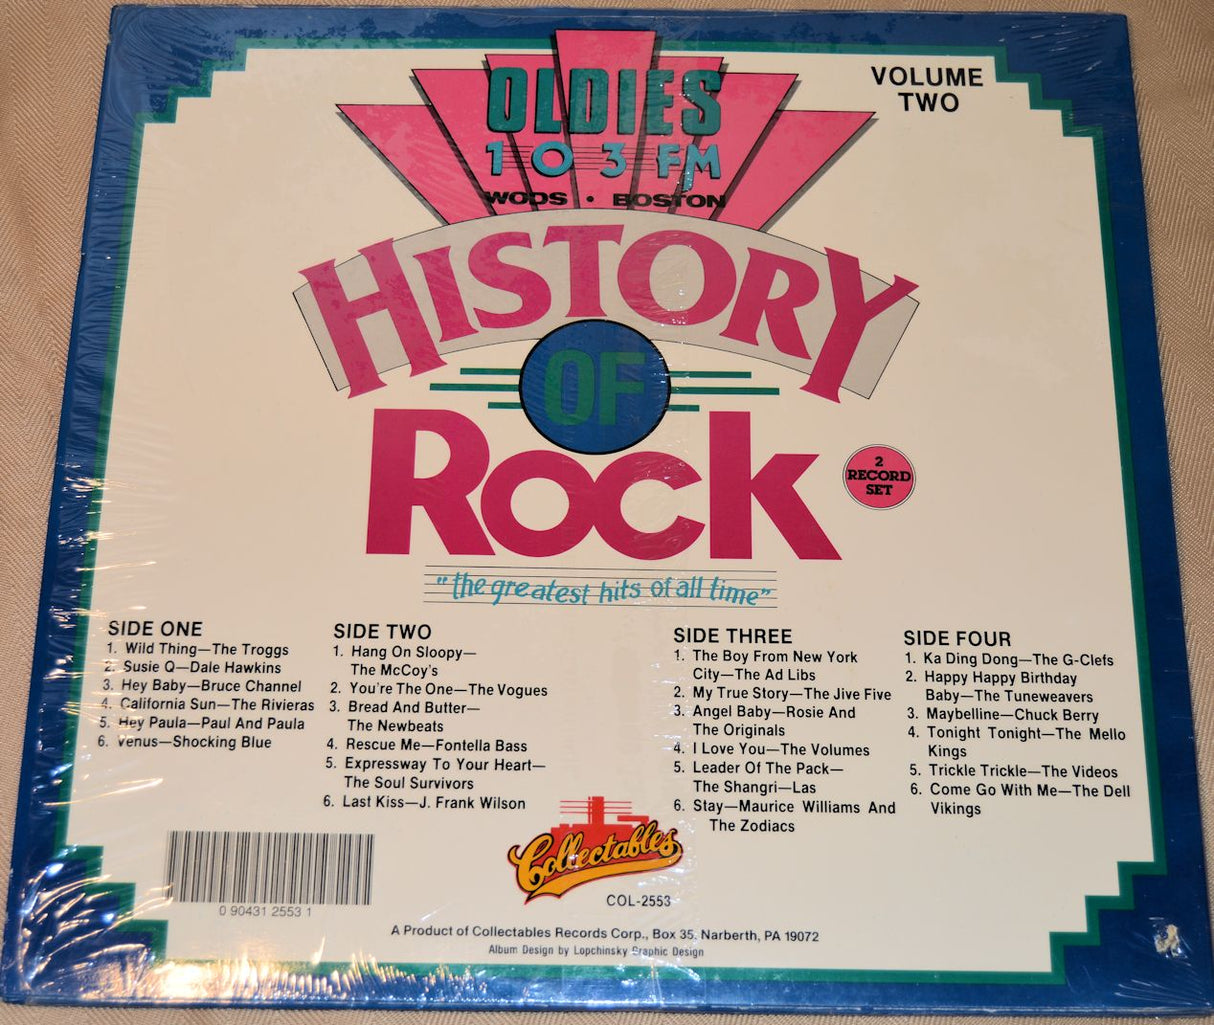 OLDIES
103 FM
WODS • BOSTON
VOLUME
TWO
HISTORY
OF
ROCK
2
RECORD
SET
"the greatest hits of all time"
SIDE ONE
1. Wild Thing—The Troggs
2. Susie Q—Dale Hawkins
3. Hey Baby—Bruce Channel
4. California Sun—The Rivieras
5. Hey Paula—Paul And Paula
6. Venus—Shocking Blue
SIDE TWO
1. Hang On Sloopy—
The McCoy's
2. You're The One—The Vogues
3. Bread And Butter—
The Newbeats
4. Rescue Me—Fontella Bass
5. Expressway To Your Heart—
The Soul Survivors
6. Last Kiss—J. Frank Wilson
SIDE THREE
1. The Boy From New York
City—The Ad Libs
2. My True Story—The Jive Five
3. Angel Baby—Rosie And
The Originals
4. I Love You—The Volumes
5. Leader Of The Pack—
The Shangri—Las
6. Stay—Maurice Williams And
The Zodiacs
SIDE FOUR
1. Ka Ding Dong—The G-Clefs
2. Happy Happy Birthday
Baby—The Tuneweavers
3. Maybelline—Chuck Berry
4. Tonight Tonight—The Mello
Kings
5. Trickle Trickle—The Videos
6. Come Go With Me—The Dell
Vikings
0 90431 2553 1
Collectables
COL-2553
A Product of Collectables Records Corp., Box 35, Narberth, PA 19072
Album Design by Lopchinsky Graphic Design